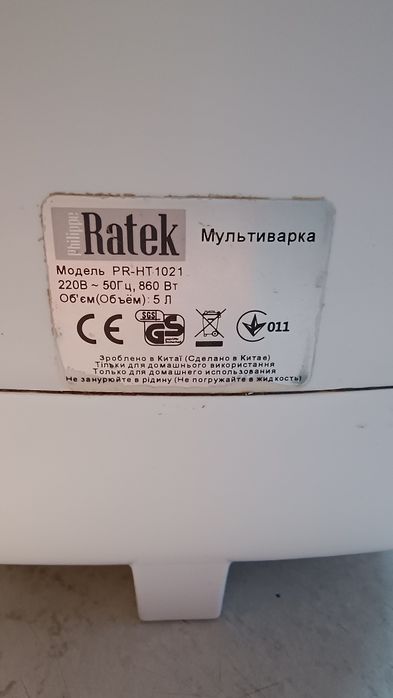 Philippe
Ratek
Мультиварка
Модель PR-HT1021
220В ~ 50Гц, 860 Вт
Об'єм(Объём): 5 Л
CE SGS GS 011
Зроблено в Китаї (Сделано в Китае)
Тільки для домашнього використання
Только для домашнего использования
Не занурюйте в рідину (Не погружайте в жидкость)